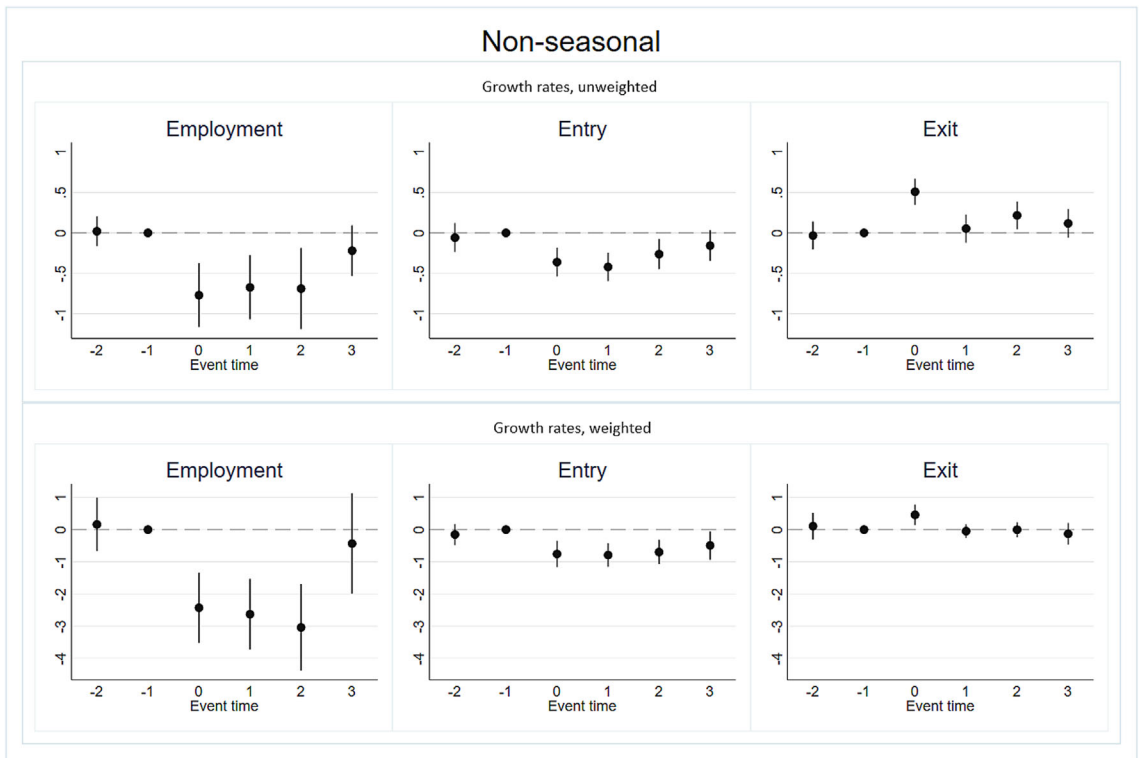 Non-seasonal
Growth rates, unweighted
Employment Entry Exit
1 1 1
.5 .5 .5
0 0 0
-.5 -.5 -.5
-1 -1 -1
-2 -1 0 1 2 3 -2 -1 0 1 2 3 -2 -1 0 1 2 3
Event time Event time Event time
Growth rates, weighted
Employment Entry Exit
1 1 1
0 0 0
-1 -1 -1
-2 -2 -2
-3 -3 -3
-4 -4 -4
-2 -1 0 1 2 3 -2 -1 0 1 2 3 -2 -1 0 1 2 3
Event time Event time Event time